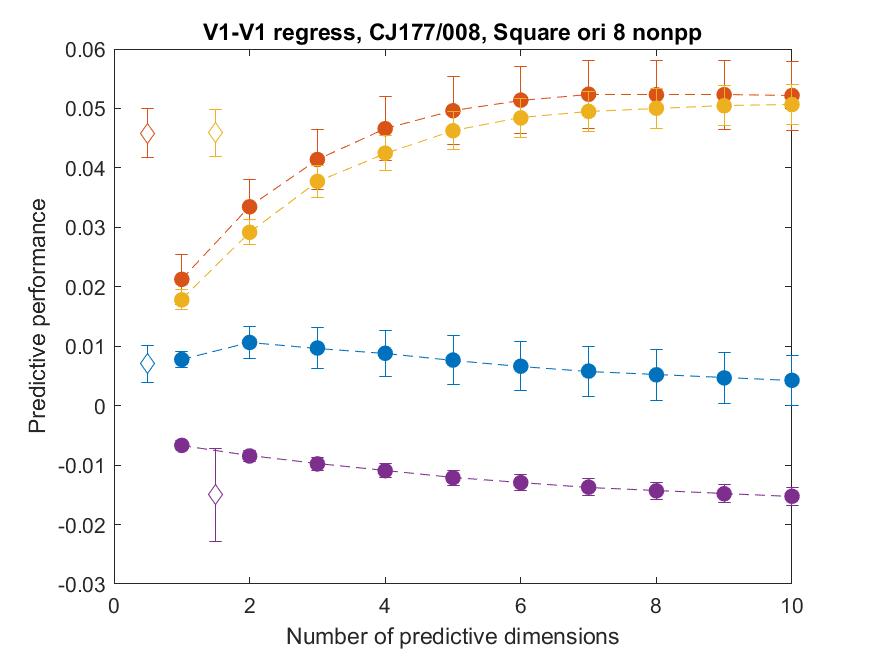 V1-V1 regress, CJ177/008, Square ori 8 nonpp
0.06
0.05
0.04
0.03
0.02
0.01
0
-0.01
-0.02
-0.03
Predictive performance
0 2 4 6 8 10
Number of predictive dimensions